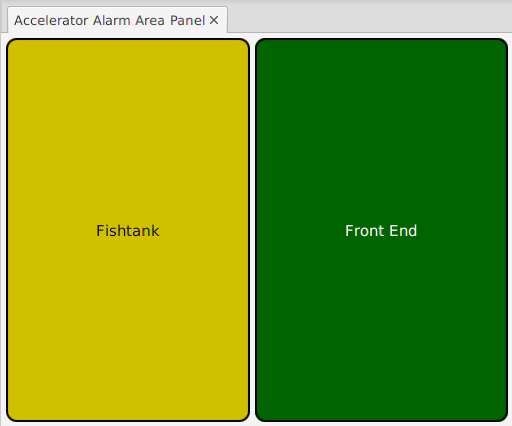 Accelerator Alarm Area Panel
Fishtank
Front End